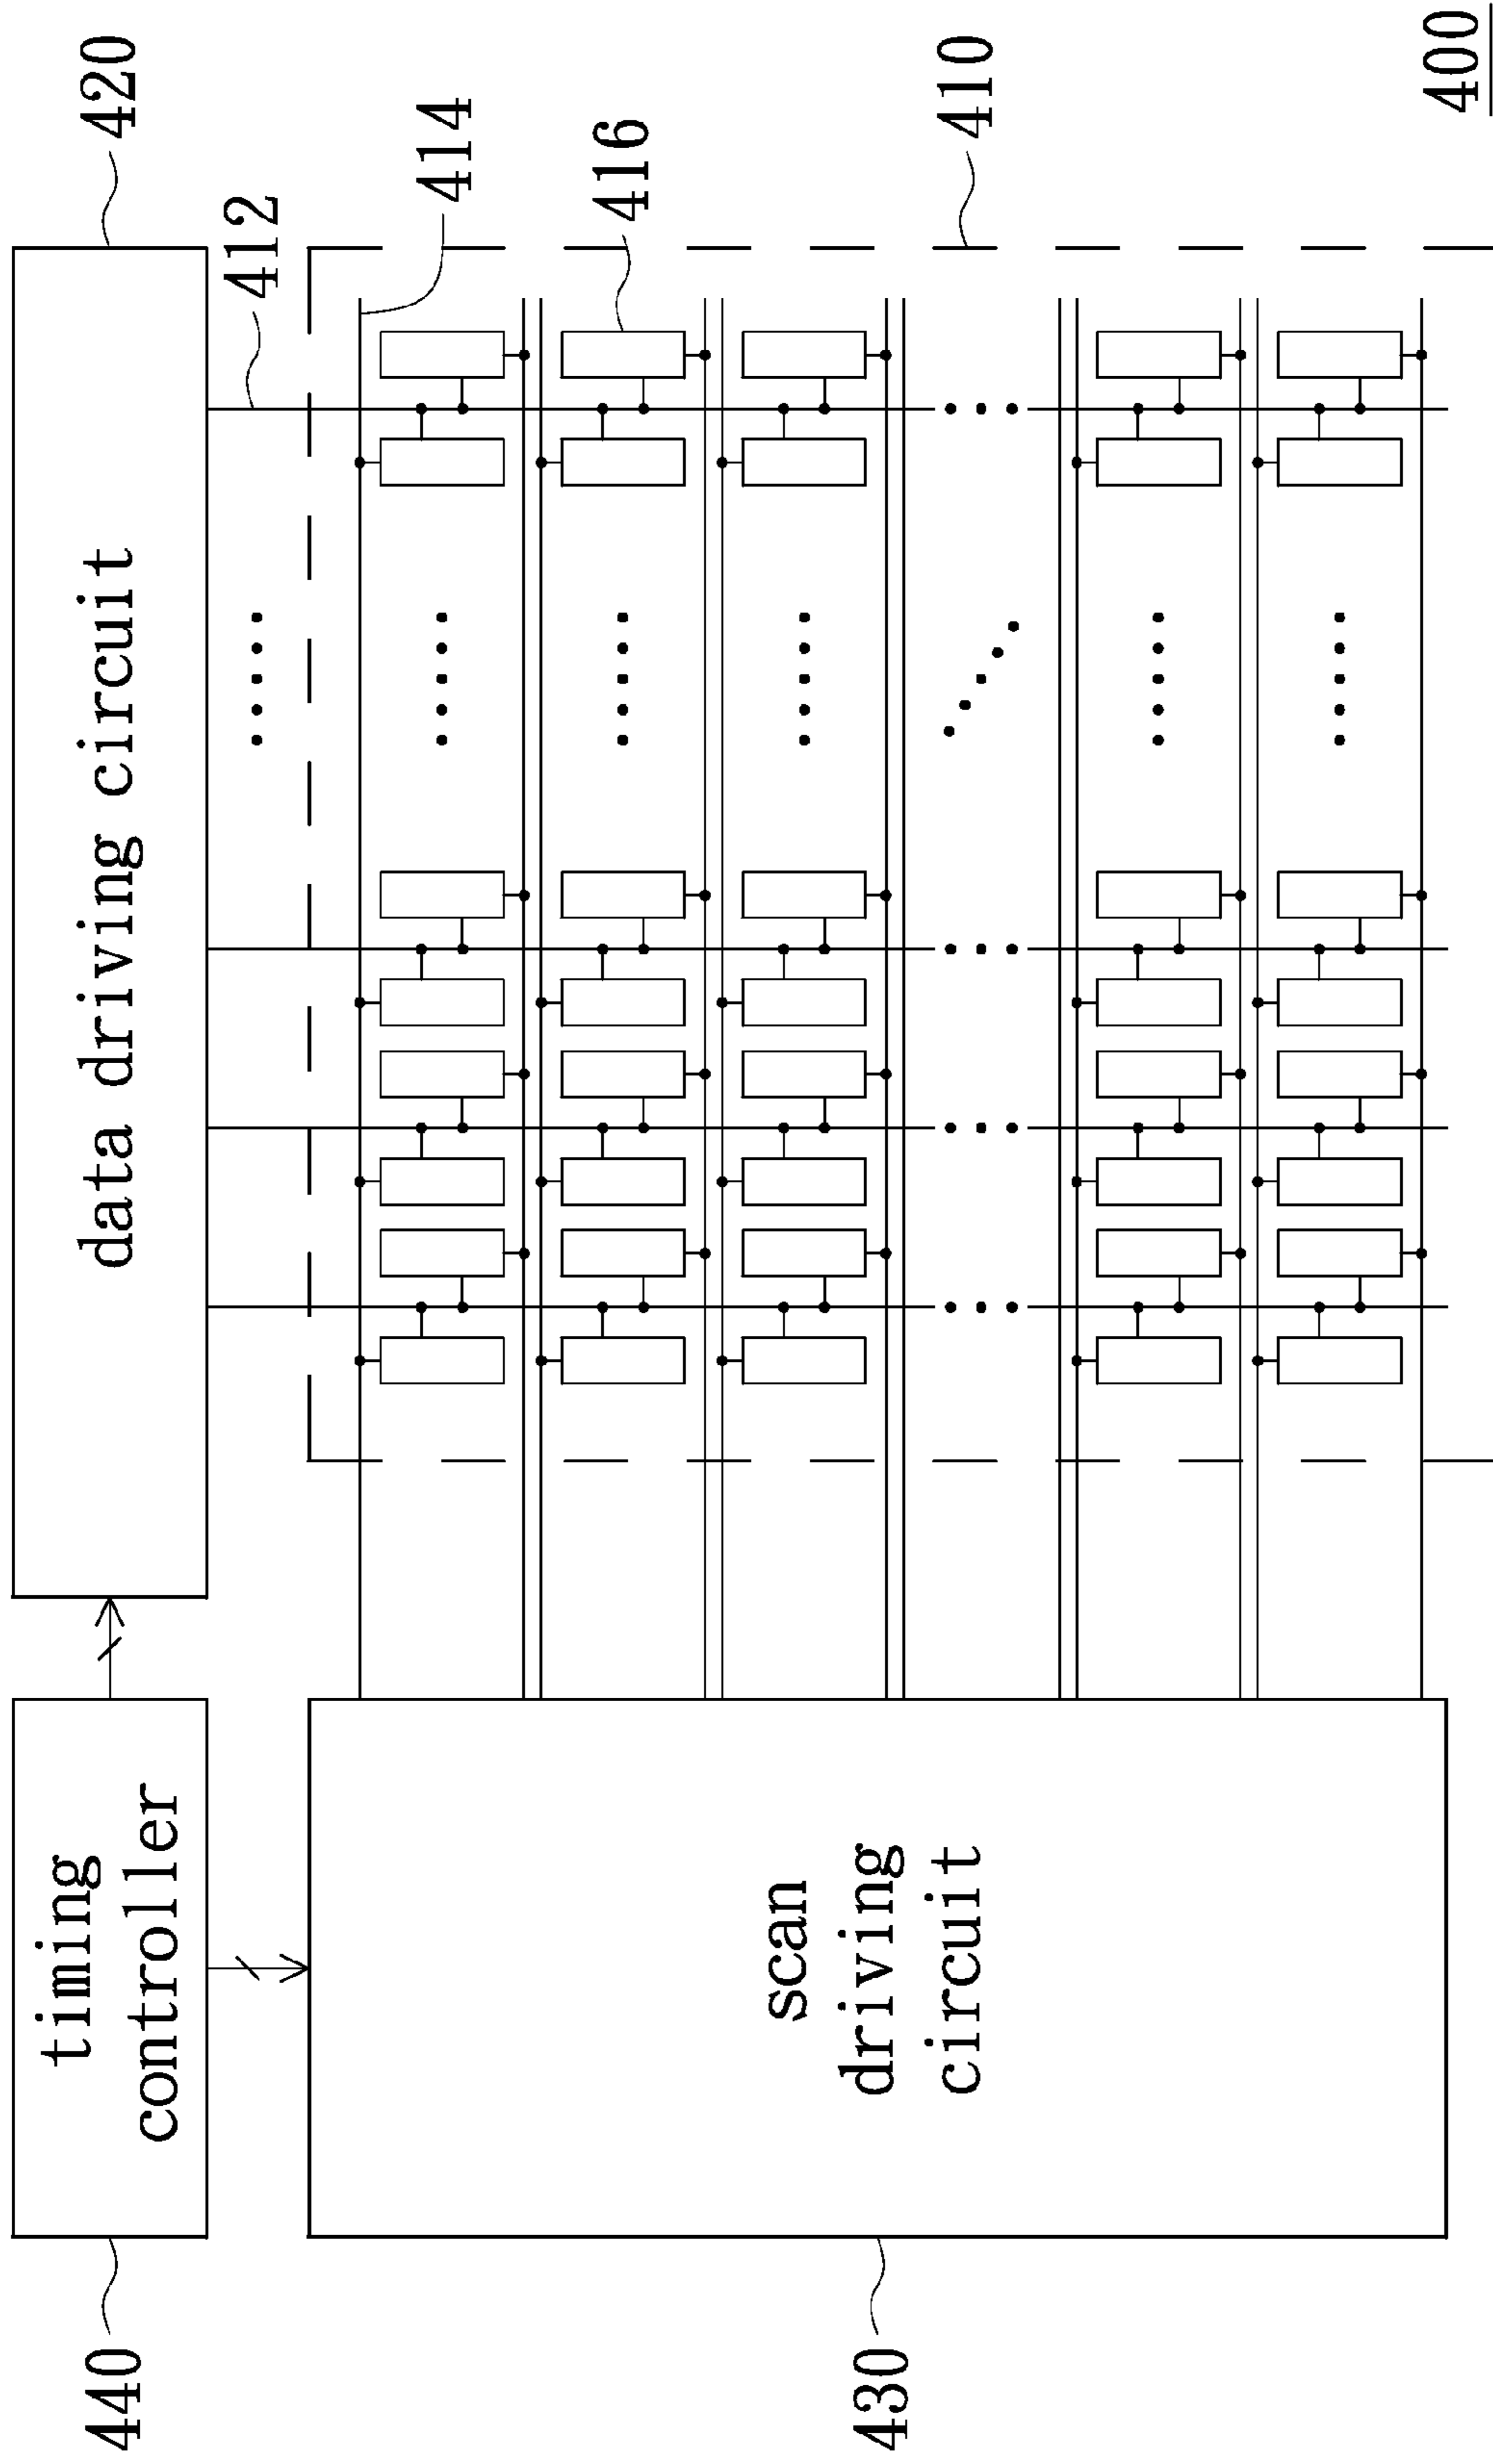 440
timing
controller
data driving circuit
420
412
414
416
410
430
scan
driving
circuit
400